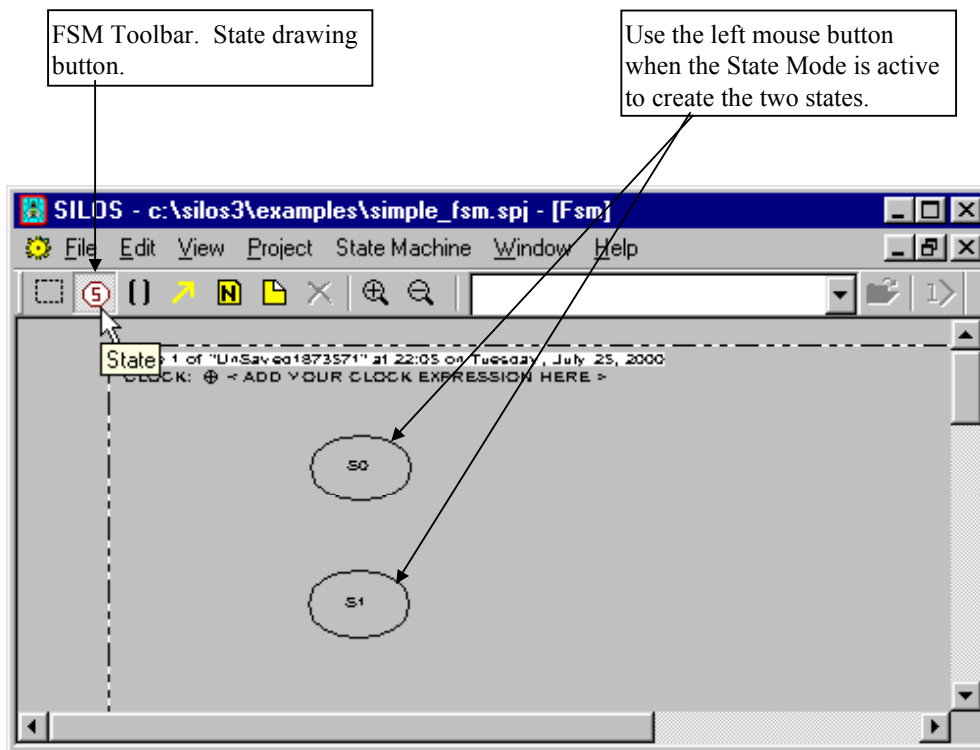 FSM Toolbar.  State drawing
button.
Use the left mouse button
when the State Mode is active
to create the two states.
SILOS - c:\silos3\examples\simple_fsm.spj - [Fsm]
File Edit View Project State Machine Window Help
S
N
1
State
1 of "UnSaved1873571" at 22:05 on Tuesday, July 25, 2000
CLOCK: < ADD YOUR CLOCK EXPRESSION HERE >
S0
S1